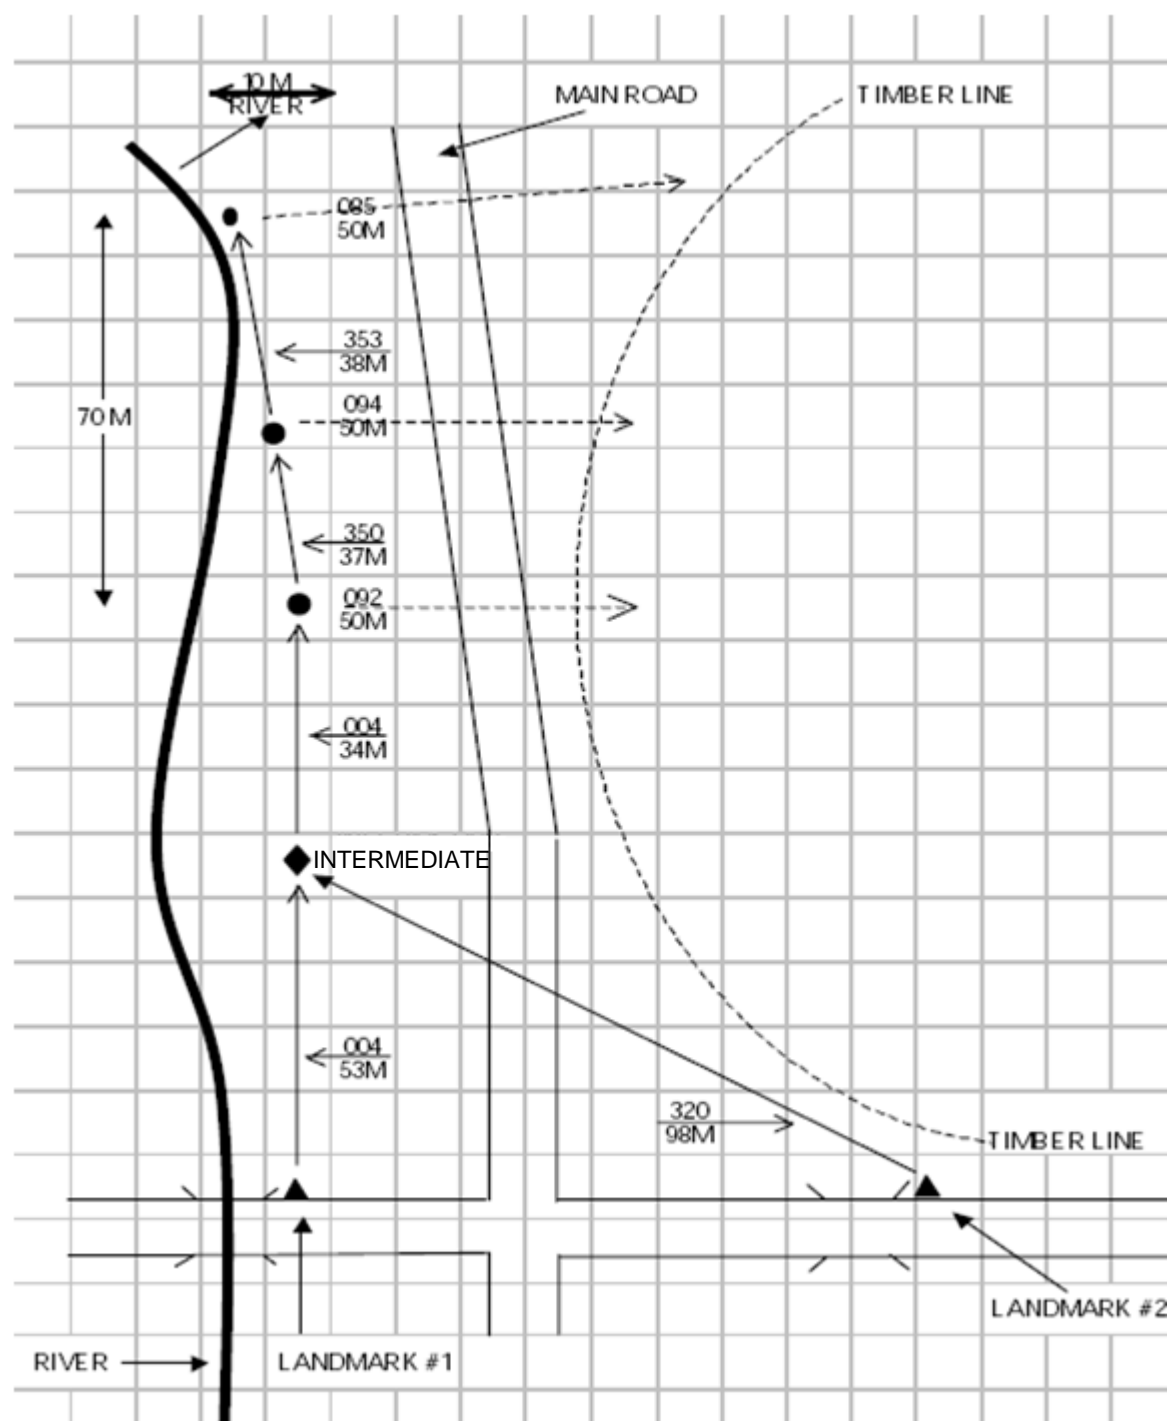 10 M
RIVER
MAIN ROAD
TIMBER LINE
085
50M
353
38M
094
50M
70 M
350
37M
092
50M
004
34M
INTERMEDIATE
004
53M
320
98M
TIMBER LINE
LANDMARK #2
RIVER
LANDMARK #1